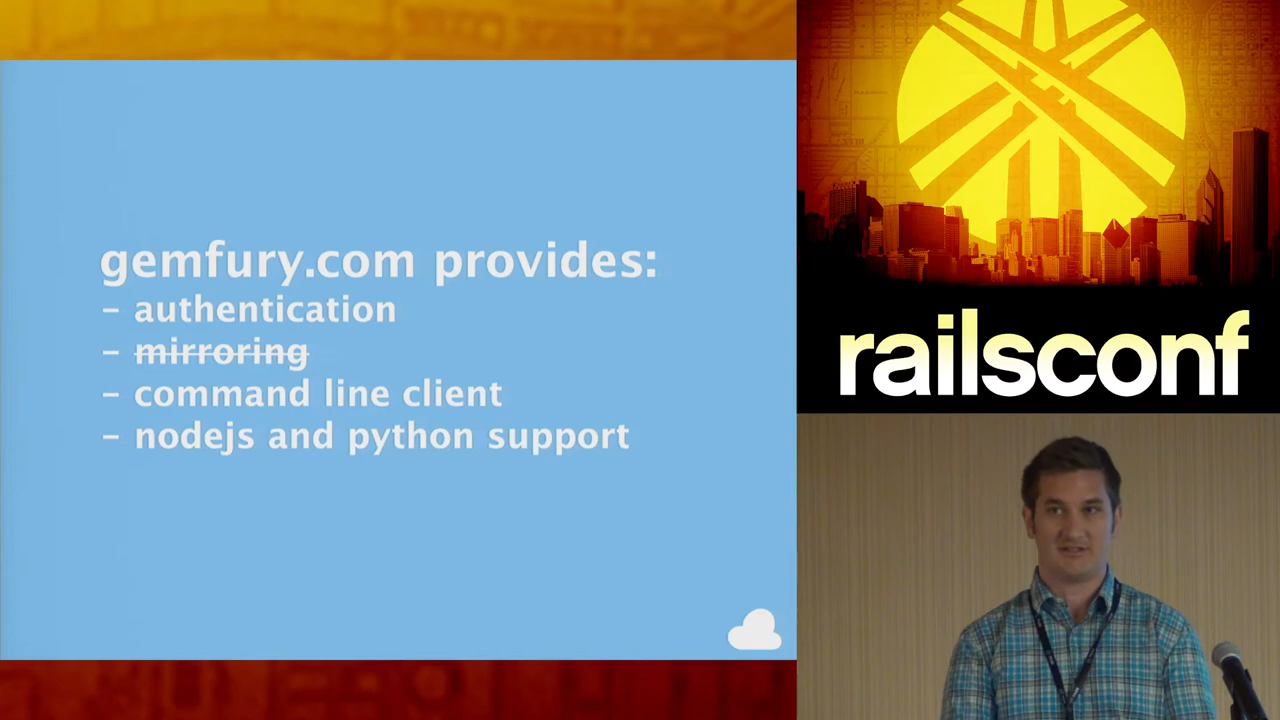 gemfury.com provides:
- authentication
- mirroring
- command line client
- nodejs and python support
railsconf